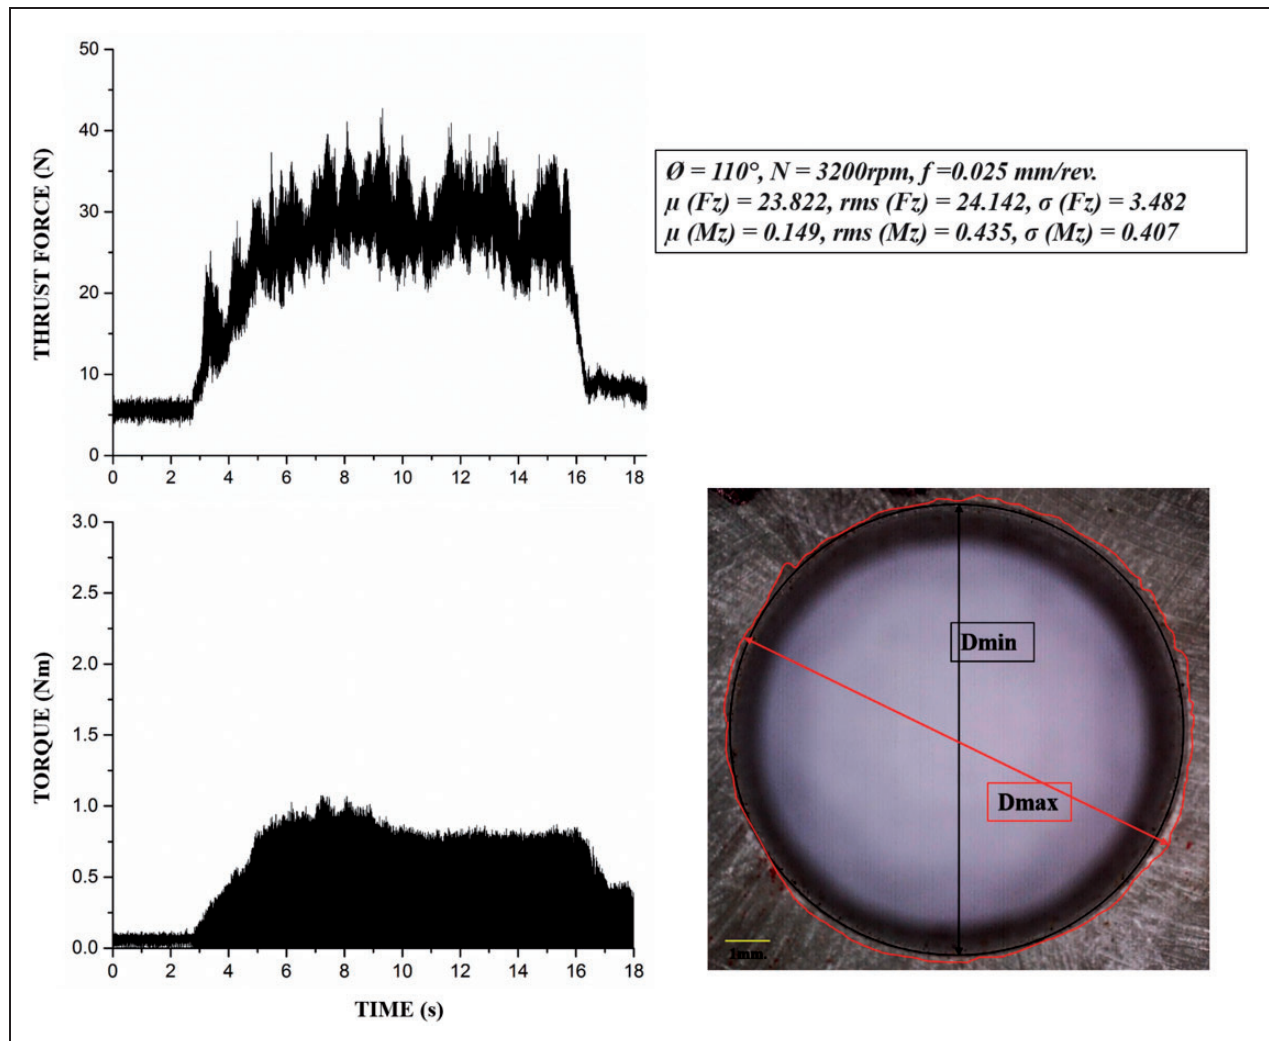 50
40
30
20
10
0
THRUST FORCE (N)
0 2 4 6 8 10 12 14 16 18
Ø = 110°, N = 3200rpm, f =0.025 mm/rev.
μ (Fz) = 23.822, rms (Fz) = 24.142, σ (Fz) = 3.482
μ (Mz) = 0.149, rms (Mz) = 0.435, σ (Mz) = 0.407
3.0
2.5
2.0
1.5
1.0
0.5
0.0
TORQUE (Nm)
0 2 4 6 8 10 12 14 16 18
TIME (s)
Dmin
Dmax
1mm.